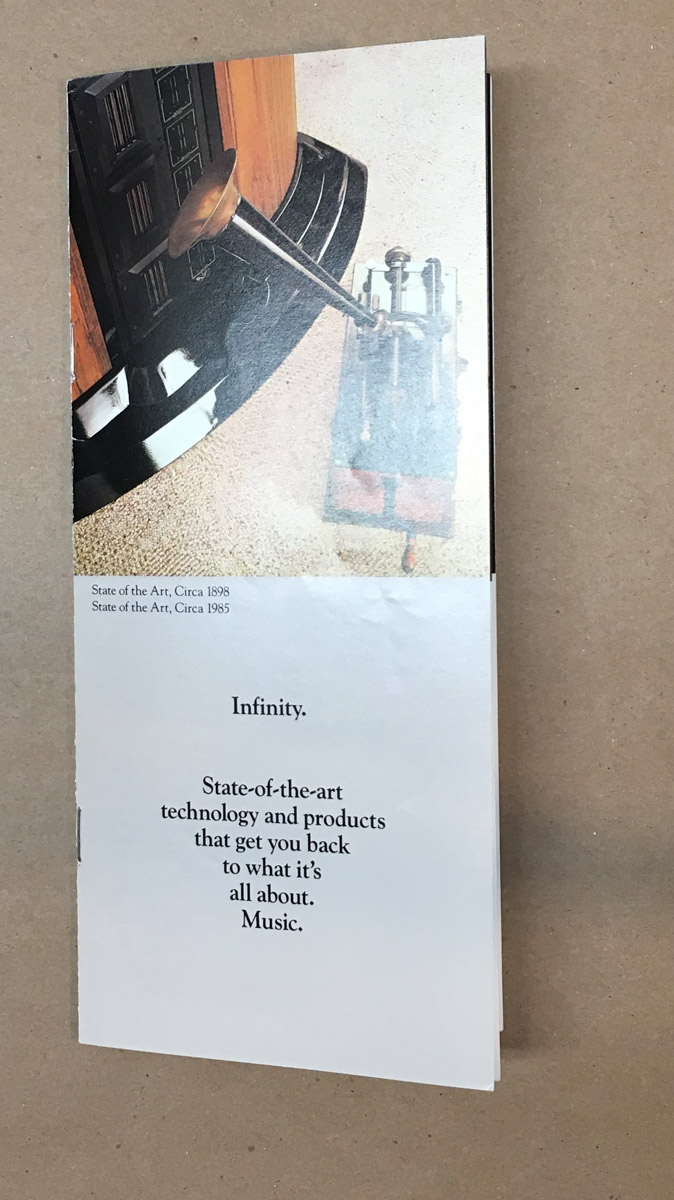 State of the Art, Circa 1898
State of the Art, Circa 1985
Infinity.
State-of-the-art
technology and products
that get you back
to what it's
all about.
Music.